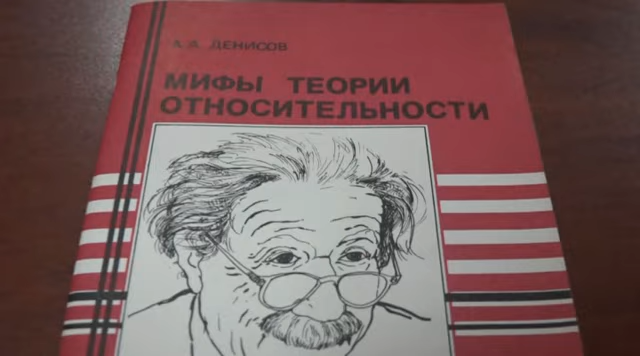 А.А. ДЕНИСОВ
МИФЫ ТЕОРИИ
ОТНОСИТЕЛЬНОСТИ